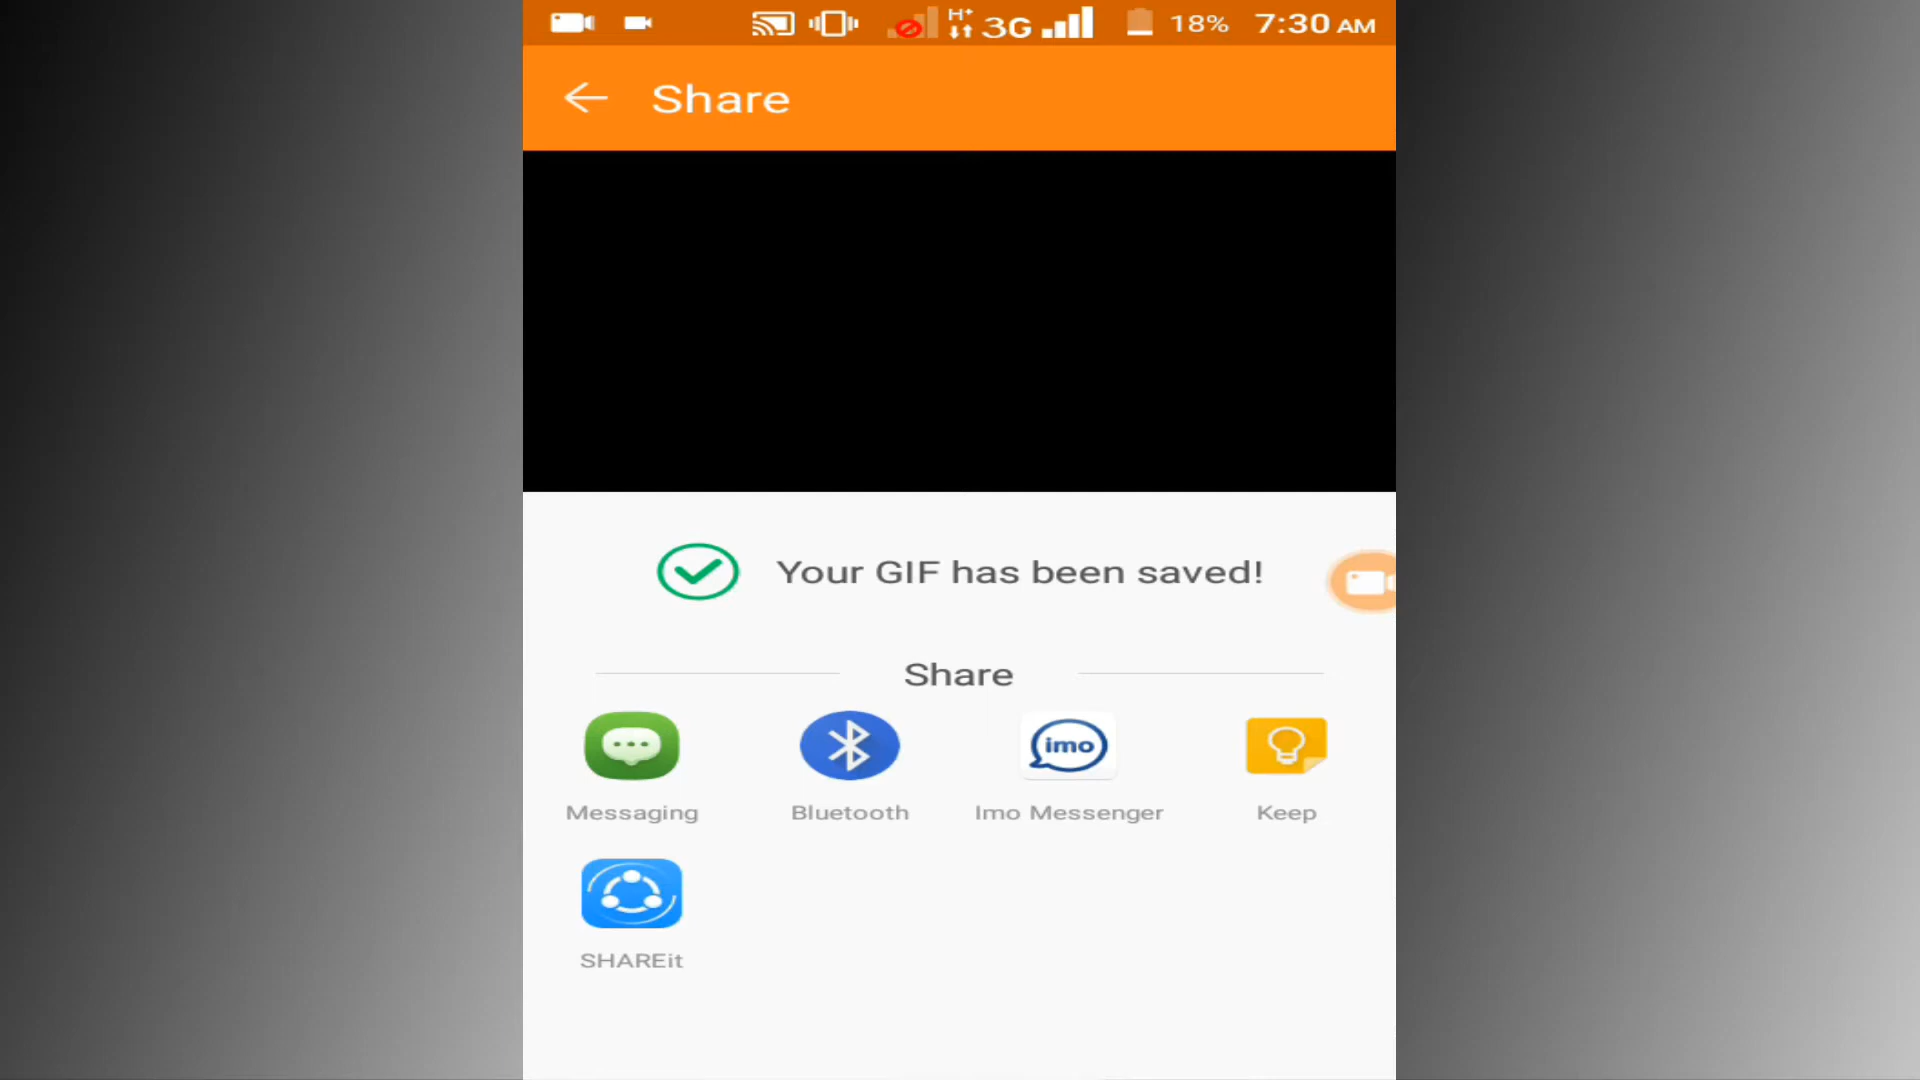 H+ 3G 18% 7:30 AM
Share
Your GIF has been saved!
Share
imo
Messaging Bluetooth Imo Messenger Keep
SHAREit